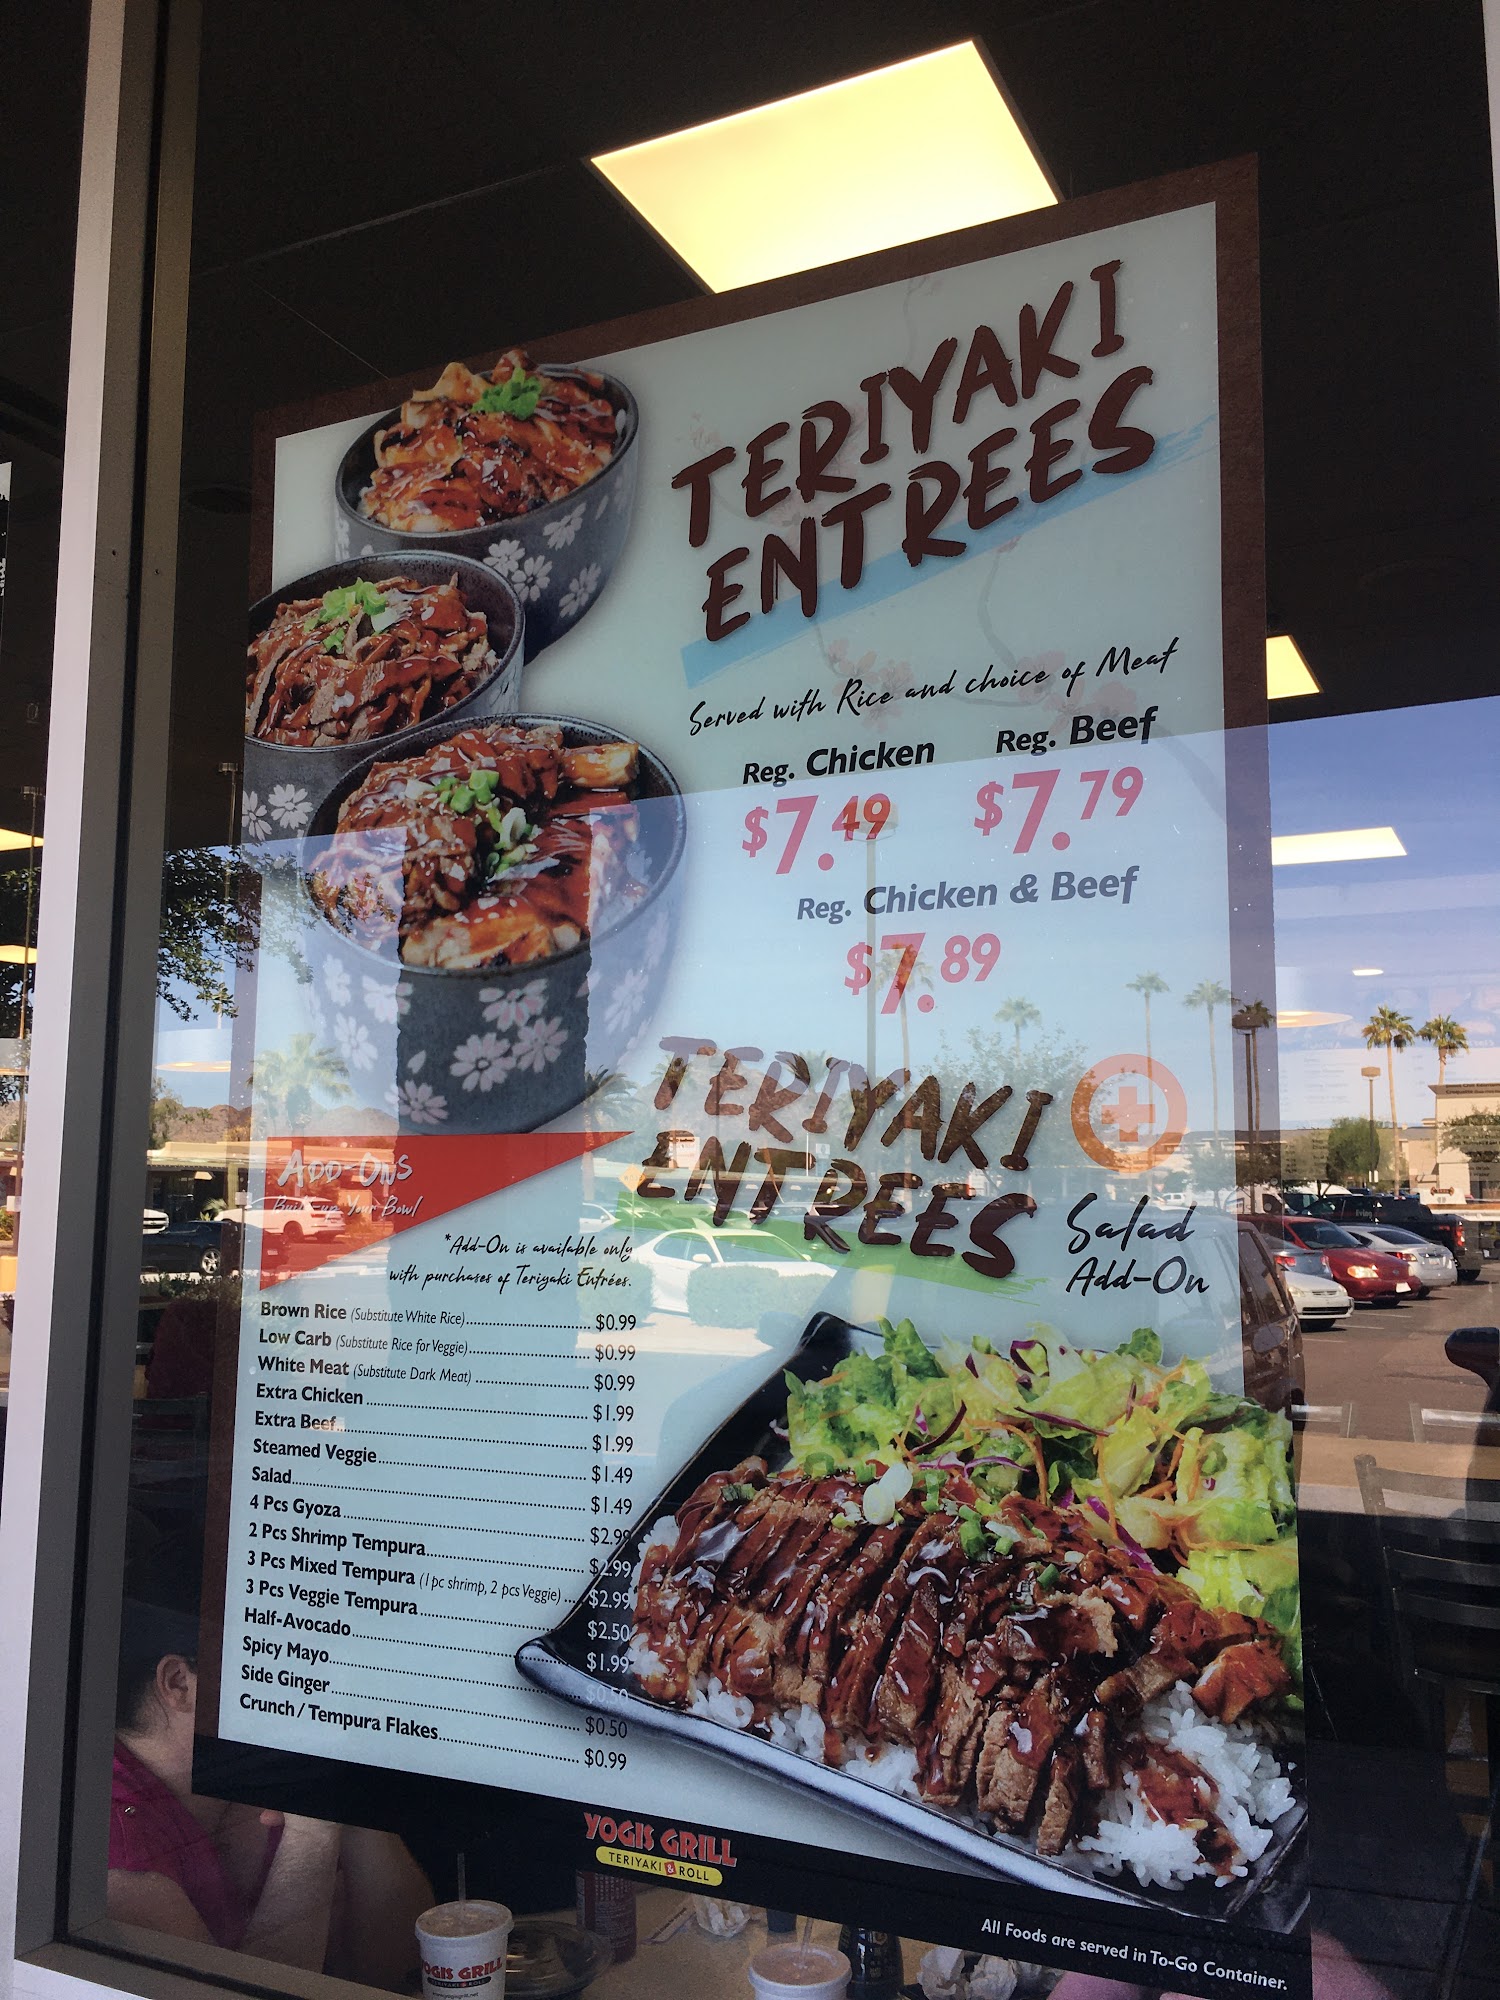 TERIYAKI
ENTREES
Served with Rice and choice of Meat
Reg. Chicken
$7.49
Reg. Beef
$7.79
Reg. Chicken & Beef
$7.89
TERIYAKI
ENTREES
Salad
Add-On
ADD-ONS
Build-up Your Bowl
*Add-On is available only
with purchases of Teriyaki Entrées.
Brown Rice (Substitute White Rice) $0.99
Low Carb (Substitute Rice for Veggie) $0.99
White Meat (Substitute Dark Meat) $0.99
Extra Chicken $1.99
Extra Beef $1.99
Steamed Veggie $1.49
Salad $1.49
4 Pcs Gyoza $2.99
2 Pcs Shrimp Tempura $2.99
3 Pcs Mixed Tempura (1 pc shrimp, 2 pcs Veggie) $2.99
3 Pcs Veggie Tempura $2.50
Half-Avocado $1.99
Spicy Mayo $0.50
Side Ginger $0.50
Crunch / Tempura Flakes $0.99
YOGIS GRILL
TERIYAKI & ROLL
All Foods are served in To-Go Container.
OGIS GRILL